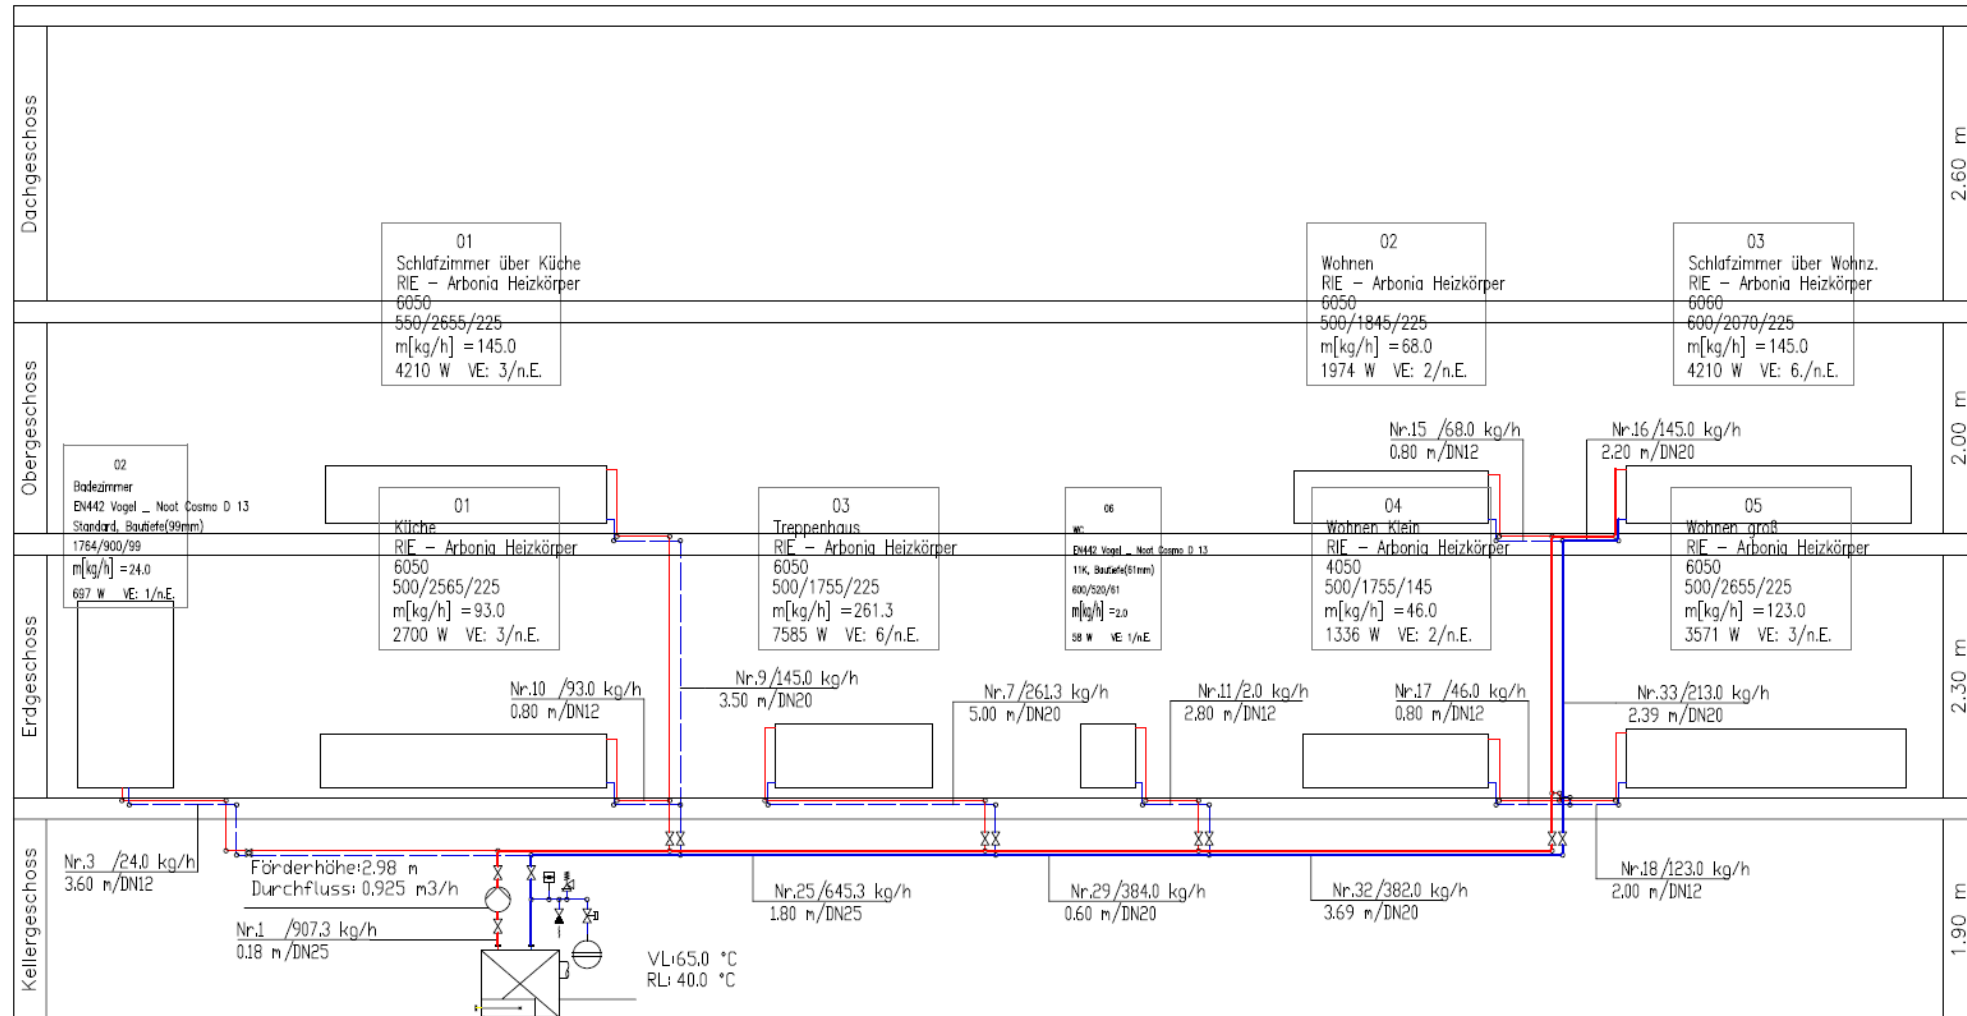 Dachgeschoss
2.60 m
01
Schlafzimmer über Küche
RIE – Arbonia Heizkörper
6050
550/2655/225
m[kg/h] =145.0
4210 W VE: 3/n.E.
02
Wohnen
RIE – Arbonia Heizkörper
6050
500/1845/225
m[kg/h] =68.0
1974 W VE: 2/n.E.
03
Schlafzimmer über Wohnz.
RIE – Arbonia Heizkörper
6060
600/2070/225
m[kg/h] =145.0
4210 W VE: 6./n.E.
Obergeschoss
2.00 m
Nr.15 /68.0 kg/h
0.80 m/DN12
Nr.16/145.0 kg/h
2.20 m/DN20
02
Badezimmer
EN442 Vogel _ Noot Cosmo D 13
Standard, Bautiefe(99mm)
1764/900/99
m[kg/h] =24.0
697 W VE: 1/n.E.
01
Küche
RIE – Arbonia Heizkörper
6050
500/2565/225
m[kg/h] =93.0
2700 W VE: 3/n.E.
03
Treppenhaus
RIE – Arbonia Heizkörper
6050
500/1755/225
m[kg/h] =261.3
7585 W VE: 6/n.E.
06
WC
EN442 Vogel _ Noot Cosmo D 13
11K, Bautiefe(61mm)
600/520/61
m[kg/h] =2.0
58 W VE: 1/n.E.
04
Wohnen Klein
RIE – Arbonia Heizkörper
4050
500/1755/145
m[kg/h] =46.0
1336 W VE: 2/n.E.
05
Wohnen groß
RIE – Arbonia Heizkörper
6050
500/2655/225
m[kg/h] =123.0
3571 W VE: 3/n.E.
Erdgeschoss
2.30 m
Nr.10 /93.0 kg/h
0.80 m/DN12
Nr.9/145.0 kg/h
3.50 m/DN20
Nr.7/261.3 kg/h
5.00 m/DN20
Nr.11/2.0 kg/h
2.80 m/DN12
Nr.17 /46.0 kg/h
0.80 m/DN12
Nr.33/213.0 kg/h
2.39 m/DN20
Kellergeschoss
1.90 m
Nr.3 /24.0 kg/h
3.60 m/DN12
Förderhöhe:2.98 m
Durchfluss: 0.925 m3/h
Nr.1 /907.3 kg/h
0.18 m/DN25
VL:65.0 °C
RL: 40.0 °C
Nr.25/645.3 kg/h
1.80 m/DN25
Nr.29/384.0 kg/h
0.60 m/DN20
Nr.32/382.0 kg/h
3.69 m/DN20
Nr.18/123.0 kg/h
2.00 m/DN12